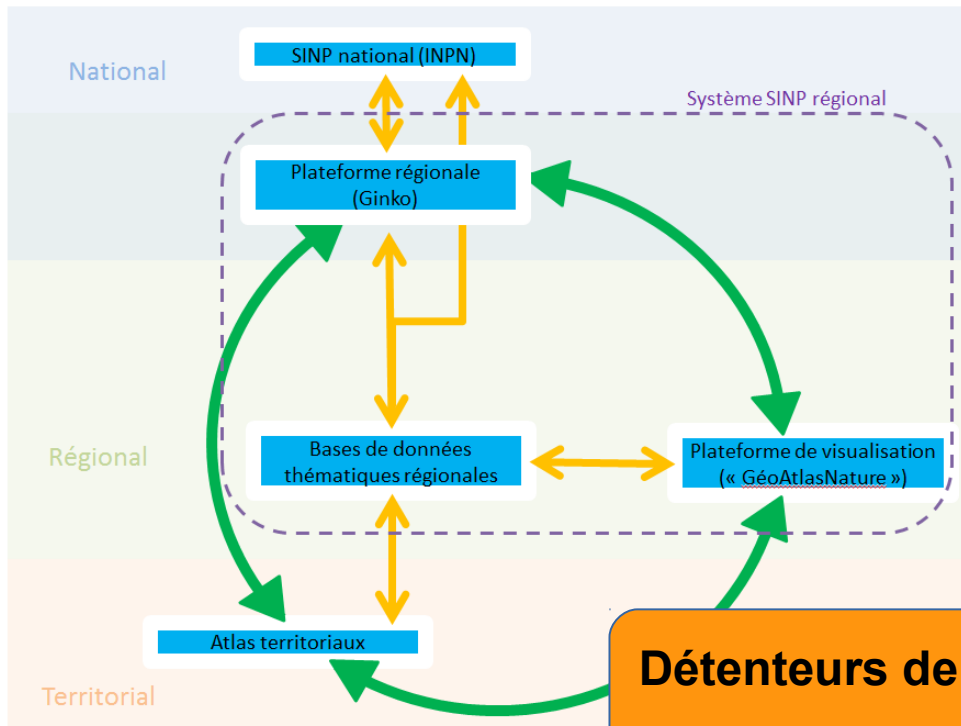 National
SINP national (INPN)
Système SINP régional
Plateforme régionale
(Ginko)
Régional
Bases de données
thématiques régionales
Plateforme de visualisation
(« GéoAtlasNature »)
Atlas territoriaux
Territorial
Détenteurs de